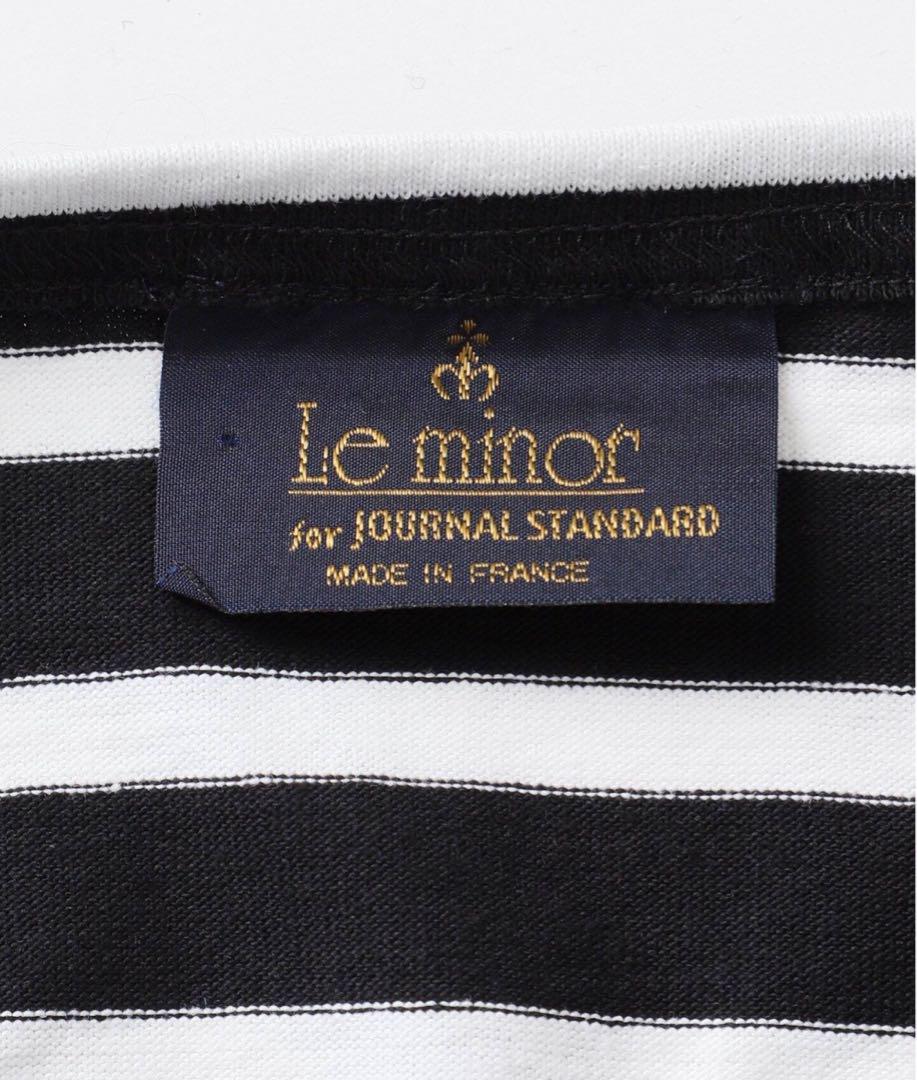 Le minor
for JOURNAL STANDARD
MADE IN FRANCE